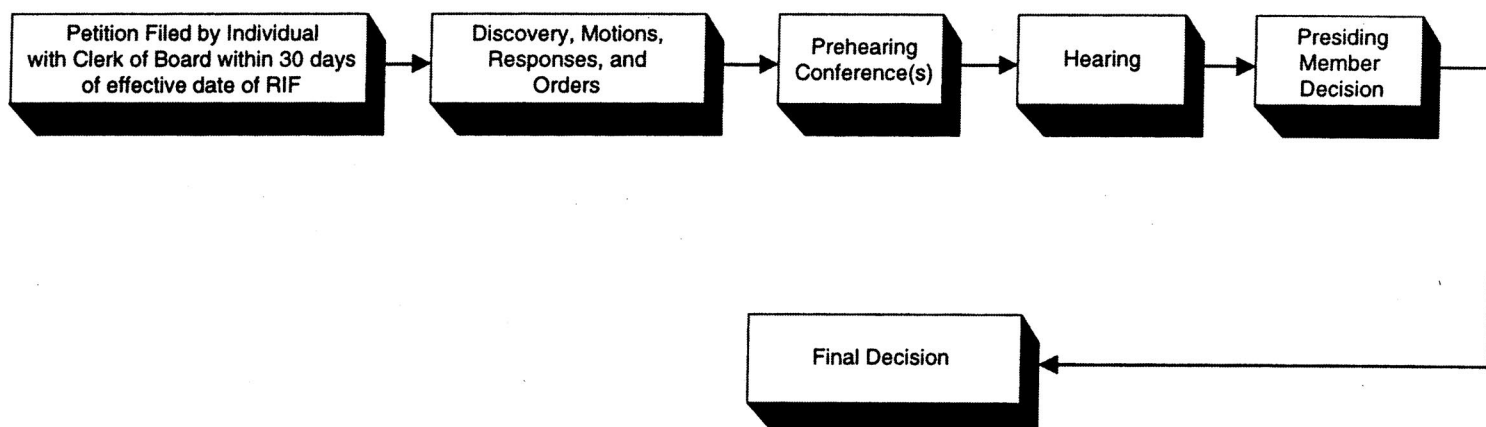 Petition Filed by Individual
with Clerk of Board within 30 days
of effective date of RIF
Discovery, Motions,
Responses, and
Orders
Prehearing
Conference(s)
Hearing
Presiding
Member
Decision
Final Decision